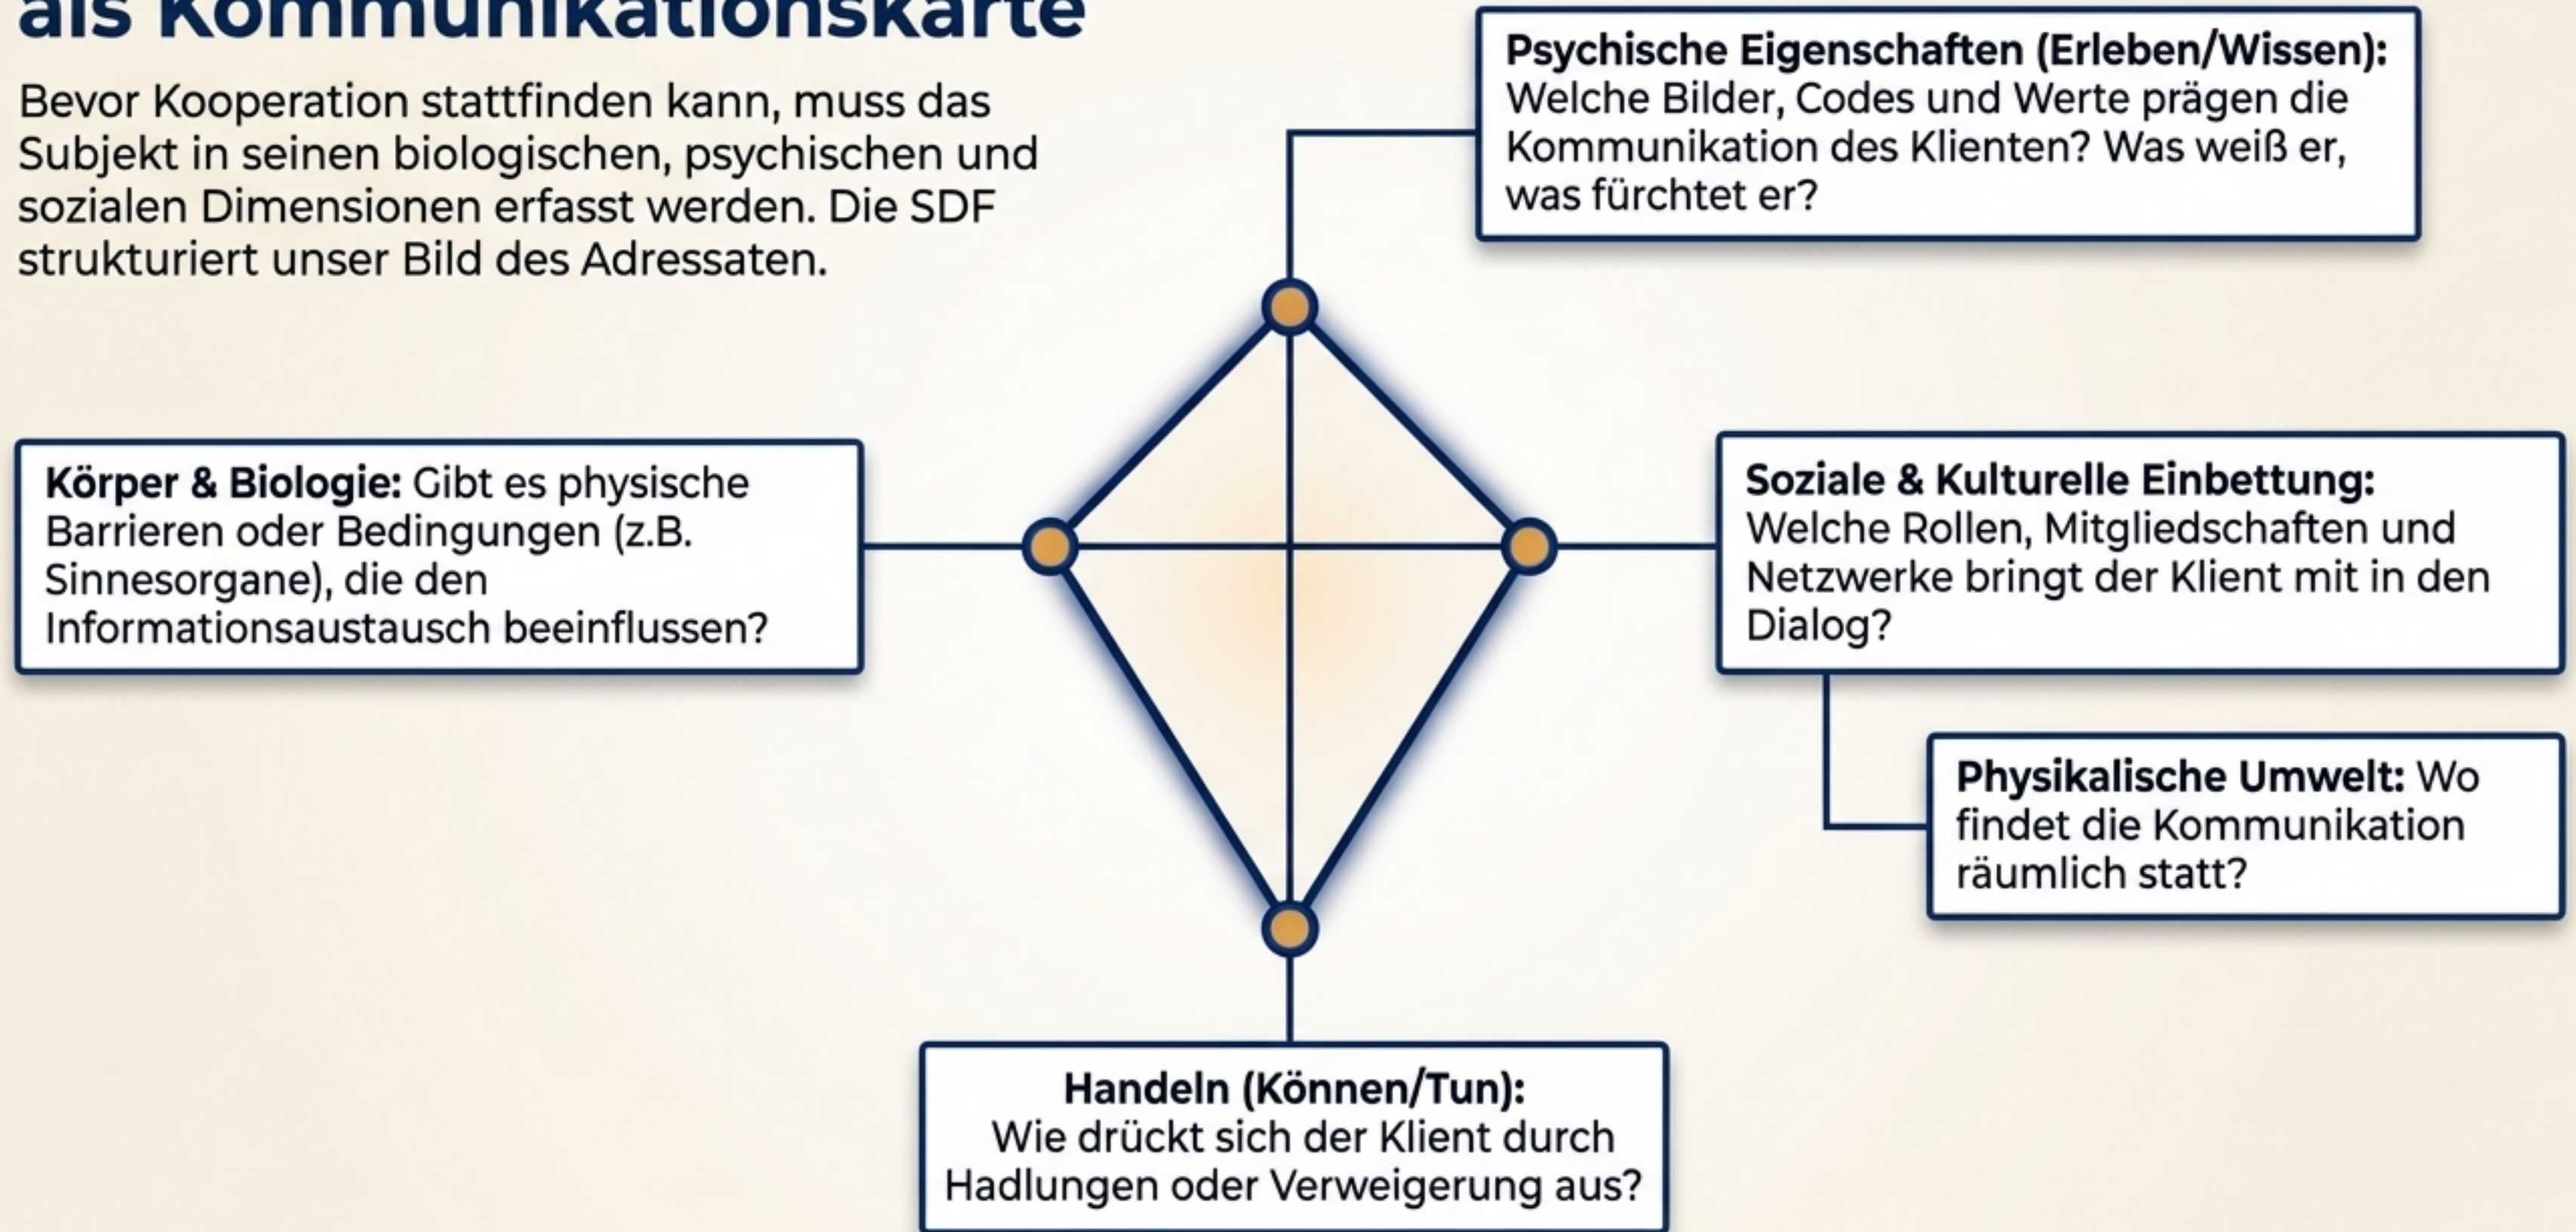 als Kommunikationskarte
Bevor Kooperation stattfinden kann, muss das
Subjekt in seinen biologischen, psychischen und
sozialen Dimensionen erfasst werden. Die SDF
strukturiert unser Bild des Adressaten.
Psychische Eigenschaften (Erleben/Wissen):
Welche Bilder, Codes und Werte prägen die
Kommunikation des Klienten? Was weiß er,
was fürchtet er?
Körper & Biologie: Gibt es physische
Barrieren oder Bedingungen (z.B.
Sinnesorgane), die den
Informationsaustausch beeinflussen?
Soziale & Kulturelle Einbettung:
Welche Rollen, Mitgliedschaften und
Netzwerke bringt der Klient mit in den
Dialog?
Physikalische Umwelt: Wo
findet die Kommunikation
räumlich statt?
Handeln (Können/Tun):
Wie drückt sich der Klient durch
Hadlungen oder Verweigerung aus?